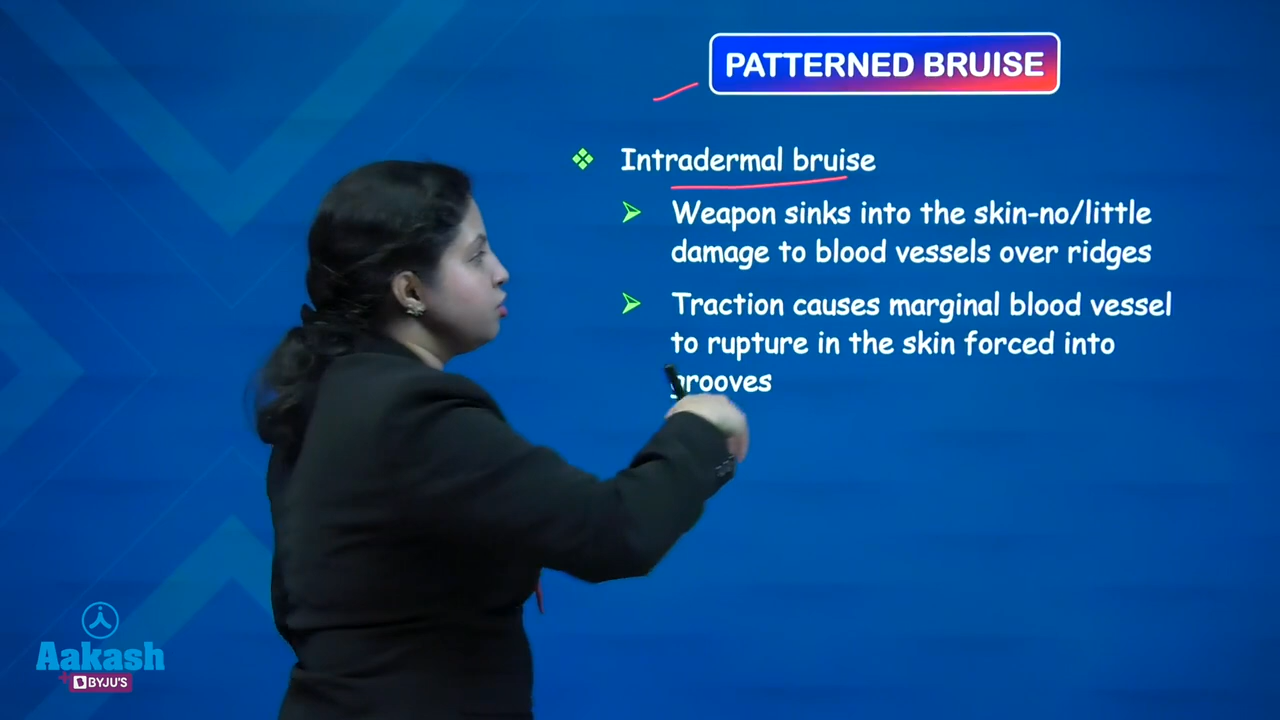 PATTERNED BRUISE
Intradermal bruise
Weapon sinks into the skin-no/little
damage to blood vessels over ridges
Traction causes marginal blood vessel
to rupture in the skin forced into
grooves
Aakash
+ BYJU'S